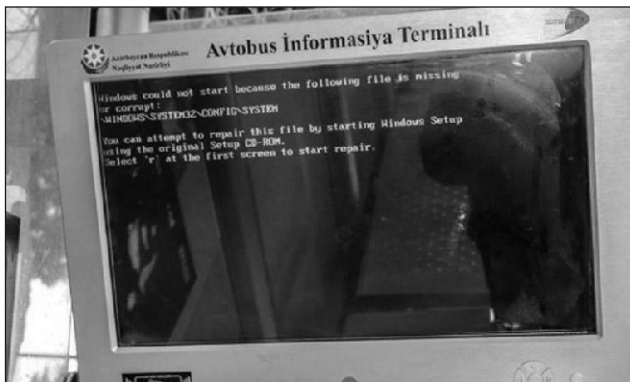 Azərbaycan Respublikası
Nəqliyyat Nazirliyi
Avtobus İnformasiya Terminalı
Windows could not start because the following file is missing
or corrupt:
\WINDOWS\SYSTEM32\CONFIG\SYSTEM
You can attempt to repair this file by starting Windows Setup
using the original Setup CD-ROM.
Select 'r' at the first screen to start repair.